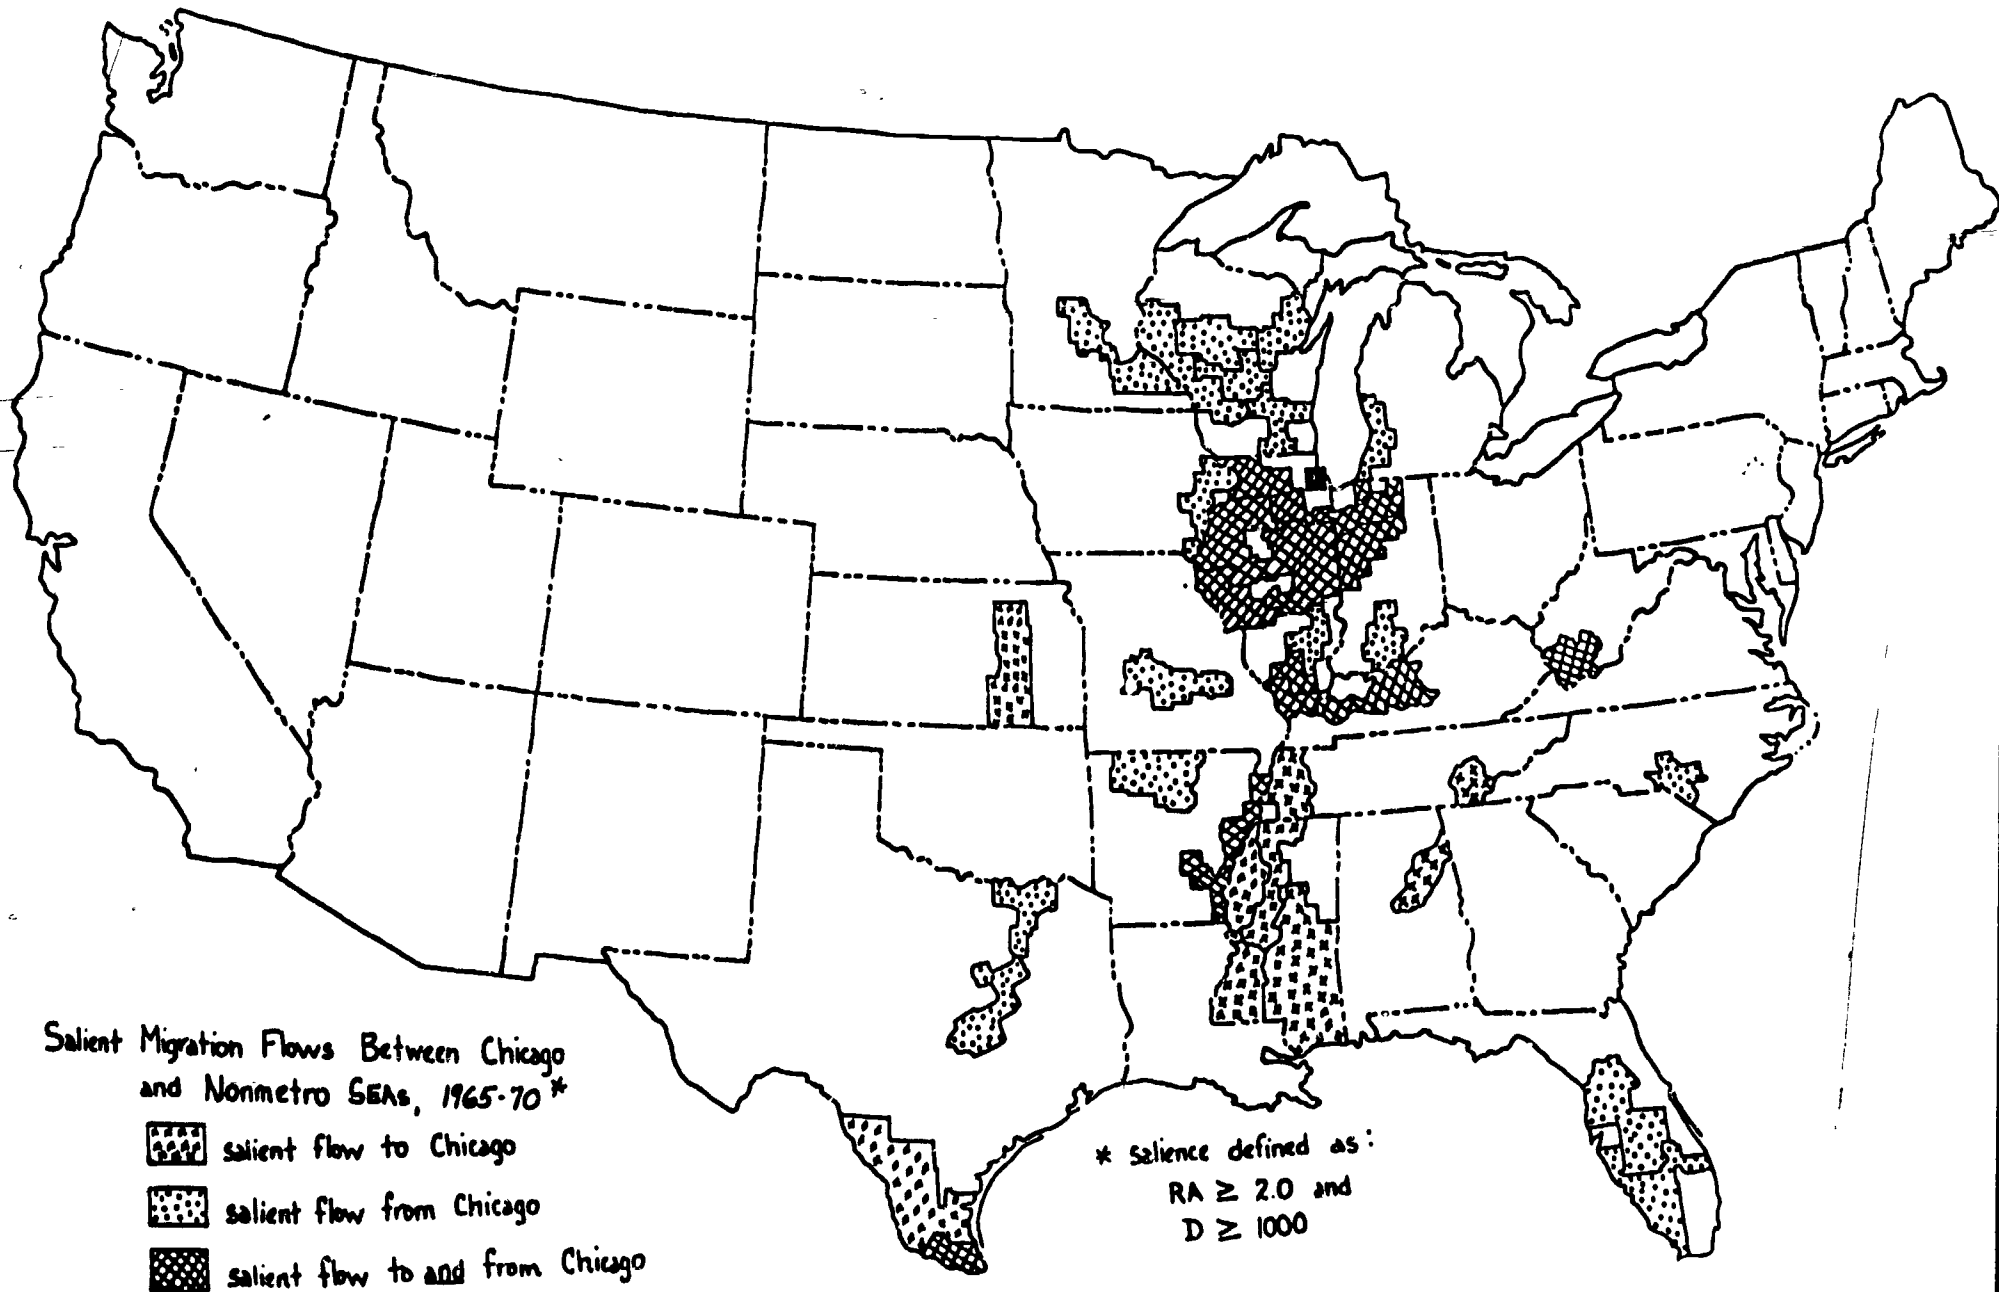 Salient Migration Flows Between Chicago
and Nonmetro SEAs, 1965-70*
salient flow to Chicago
salient flow from Chicago
salient flow to and from Chicago
* salience defined as:
RA ≥ 2.0 and
D ≥ 1000